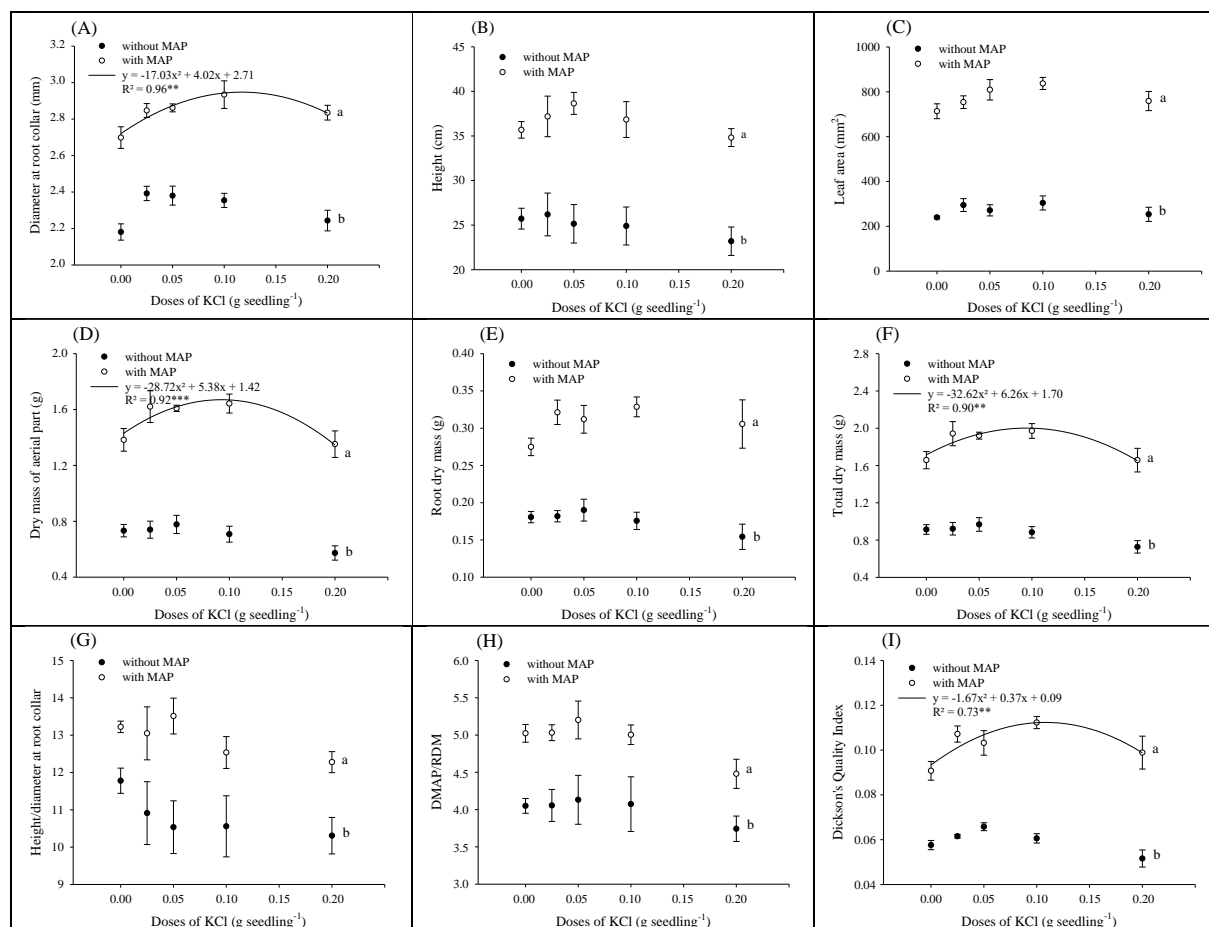 (A)
3.2
3.0
2.8
2.6
2.4
2.2
2.0
Diameter at root collar (mm)
without MAP
with MAP
y = -17.03x² + 4.02x + 2.71
R² = 0.96**
a
b
0.00 0.05 0.10 0.15 0.20
Doses of KCl (g seedling⁻¹)
(B)
45
40
35
30
25
20
Height (cm)
without MAP
with MAP
a
b
0.00 0.05 0.10 0.15 0.20
Doses of KCl (g seedling⁻¹)
(C)
1000
800
600
400
200
0
Leaf area (mm²)
without MAP
with MAP
a
b
0.00 0.05 0.10 0.15 0.20
Doses of KCl (g seedling⁻¹)
(D)
2.0
1.6
1.2
0.8
0.4
Dry mass of aerial part (g)
without MAP
with MAP
y = -28.72x² + 5.38x + 1.42
R² = 0.92***
a
b
0.00 0.05 0.10 0.15 0.20
Doses of KCl (g seedling⁻¹)
(E)
0.40
0.35
0.30
0.25
0.20
0.15
0.10
Root dry mass (g)
without MAP
with MAP
a
b
0.00 0.05 0.10 0.15 0.20
Doses of KCl (g seedling⁻¹)
(F)
2.8
2.4
2.0
1.6
1.2
0.8
0.4
Total dry mass (g)
without MAP
with MAP
y = -32.62x² + 6.26x + 1.70
R² = 0.90**
a
b
0.00 0.05 0.10 0.15 0.20
Doses of KCl (g seedling⁻¹)
(G)
15
14
13
12
11
10
9
Height/diameter at root collar
without MAP
with MAP
a
b
0.00 0.05 0.10 0.15 0.20
Doses of KCl (g seedling⁻¹)
(H)
6.0
5.5
5.0
4.5
4.0
3.5
3.0
DMAP/RDM
without MAP
with MAP
a
b
0.00 0.05 0.10 0.15 0.20
Doses of KCl (g seedling⁻¹)
(I)
0.14
0.12
0.10
0.08
0.06
0.04
Dickson's Quality Index
without MAP
with MAP
y = -1.67x² + 0.37x + 0.09
R² = 0.73**
a
b
0.00 0.05 0.10 0.15 0.20
Doses of KCl (g seedling⁻¹)